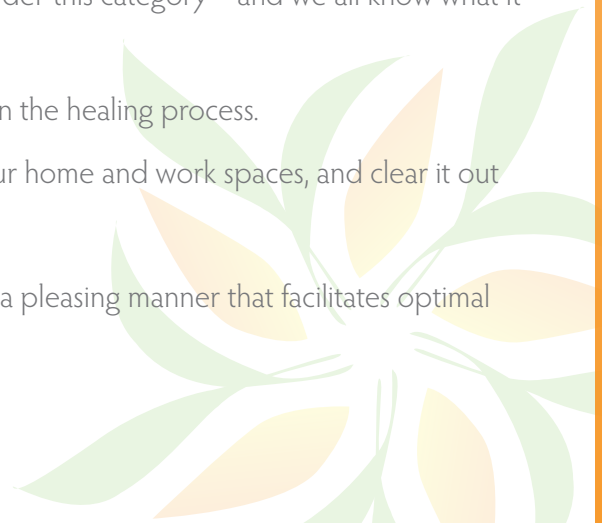 der this category – and we all know what it
n the healing process.
ur home and work spaces, and clear it out
a pleasing manner that facilitates optimal